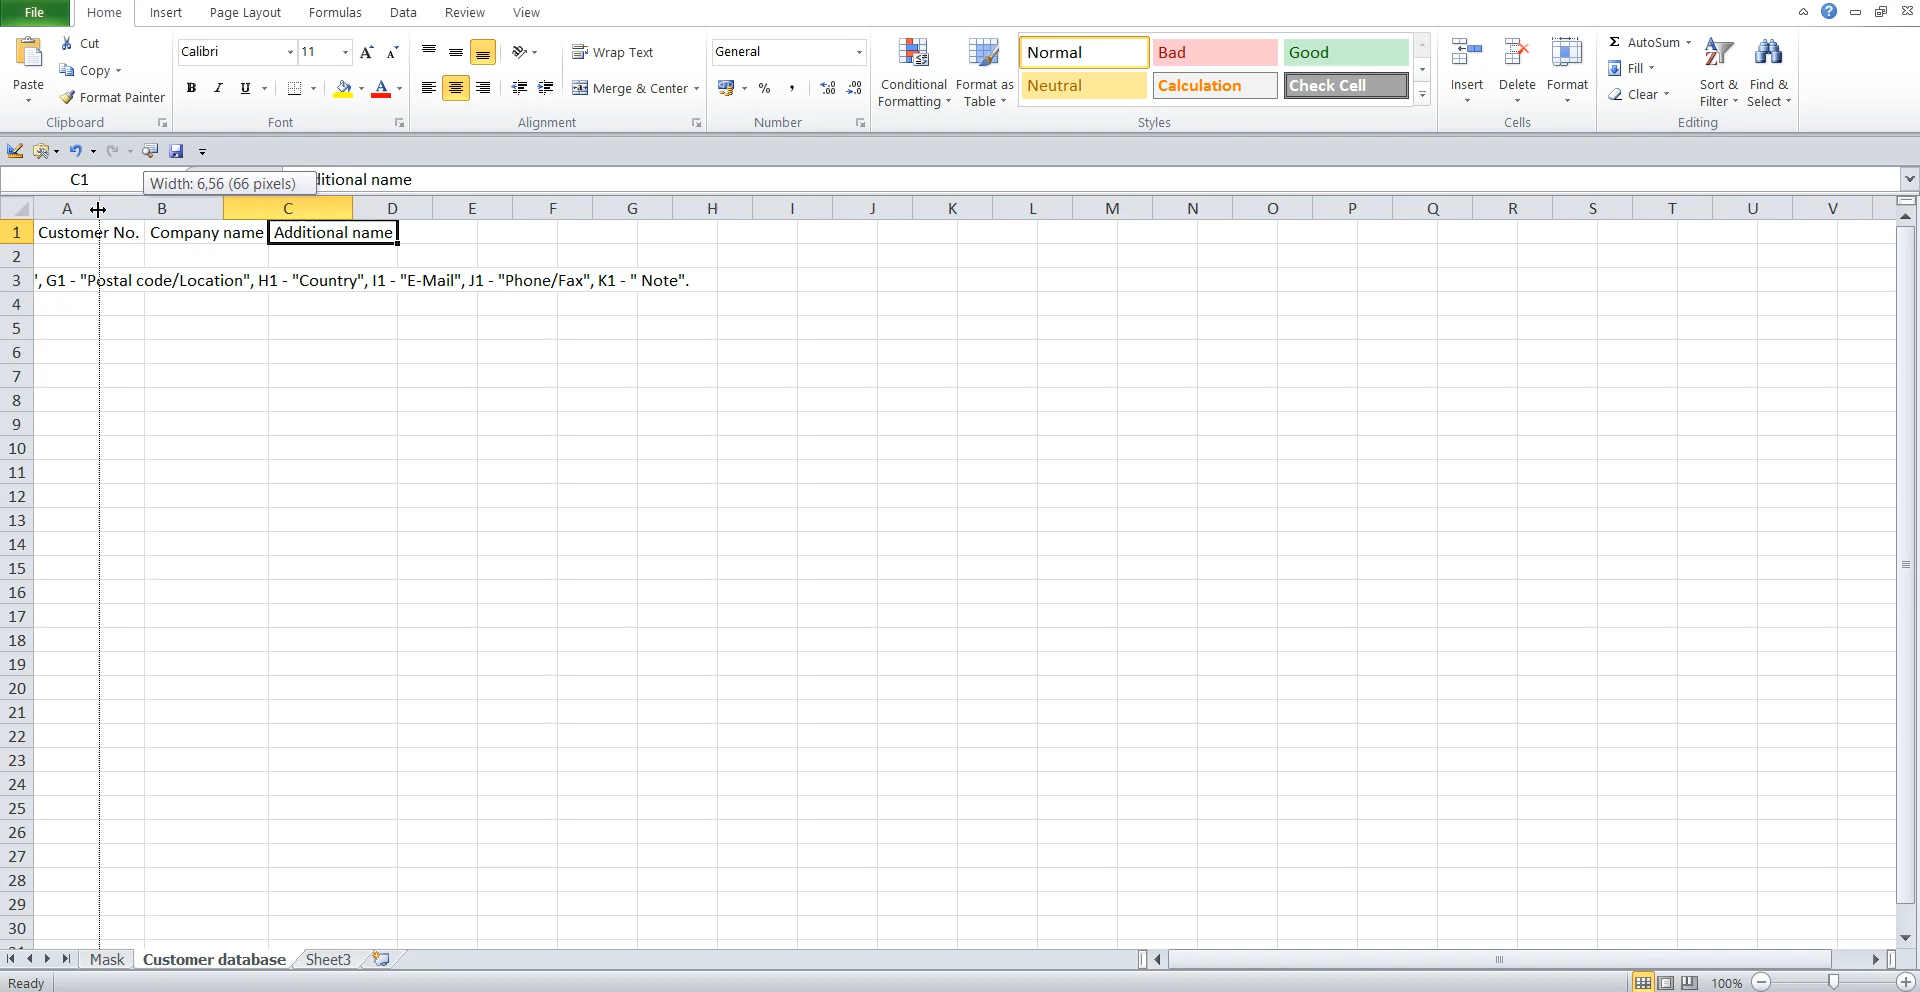 File Home Insert Page Layout Formulas Data Review View
Paste Cut
Copy
Format Painter
Clipboard
Calibri 11
B I U
Font
Wrap Text
Merge & Center
Alignment
General
%
Number
Conditional Formatting
Format as Table
Normal Bad Good
Neutral Calculation Check Cell
Styles
Insert Delete Format
Cells
Σ AutoSum
Fill
Clear
Sort & Filter
Find & Select
Editing
C1 Width: 6,56 (66 pixels) ditional name
A B C D E F G H I J K L M N O P Q R S T U V
1 Customer No. Company name Additional name
2
3 ', G1 - "Postal code/Location", H1 - "Country", I1 - "E-Mail", J1 - "Phone/Fax", K1 - " Note".
4
5
6
7
8
9
10
11
12
13
14
15
16
17
18
19
20
21
22
23
24
25
26
27
28
29
30
Mask Customer database Sheet3
Ready 100%